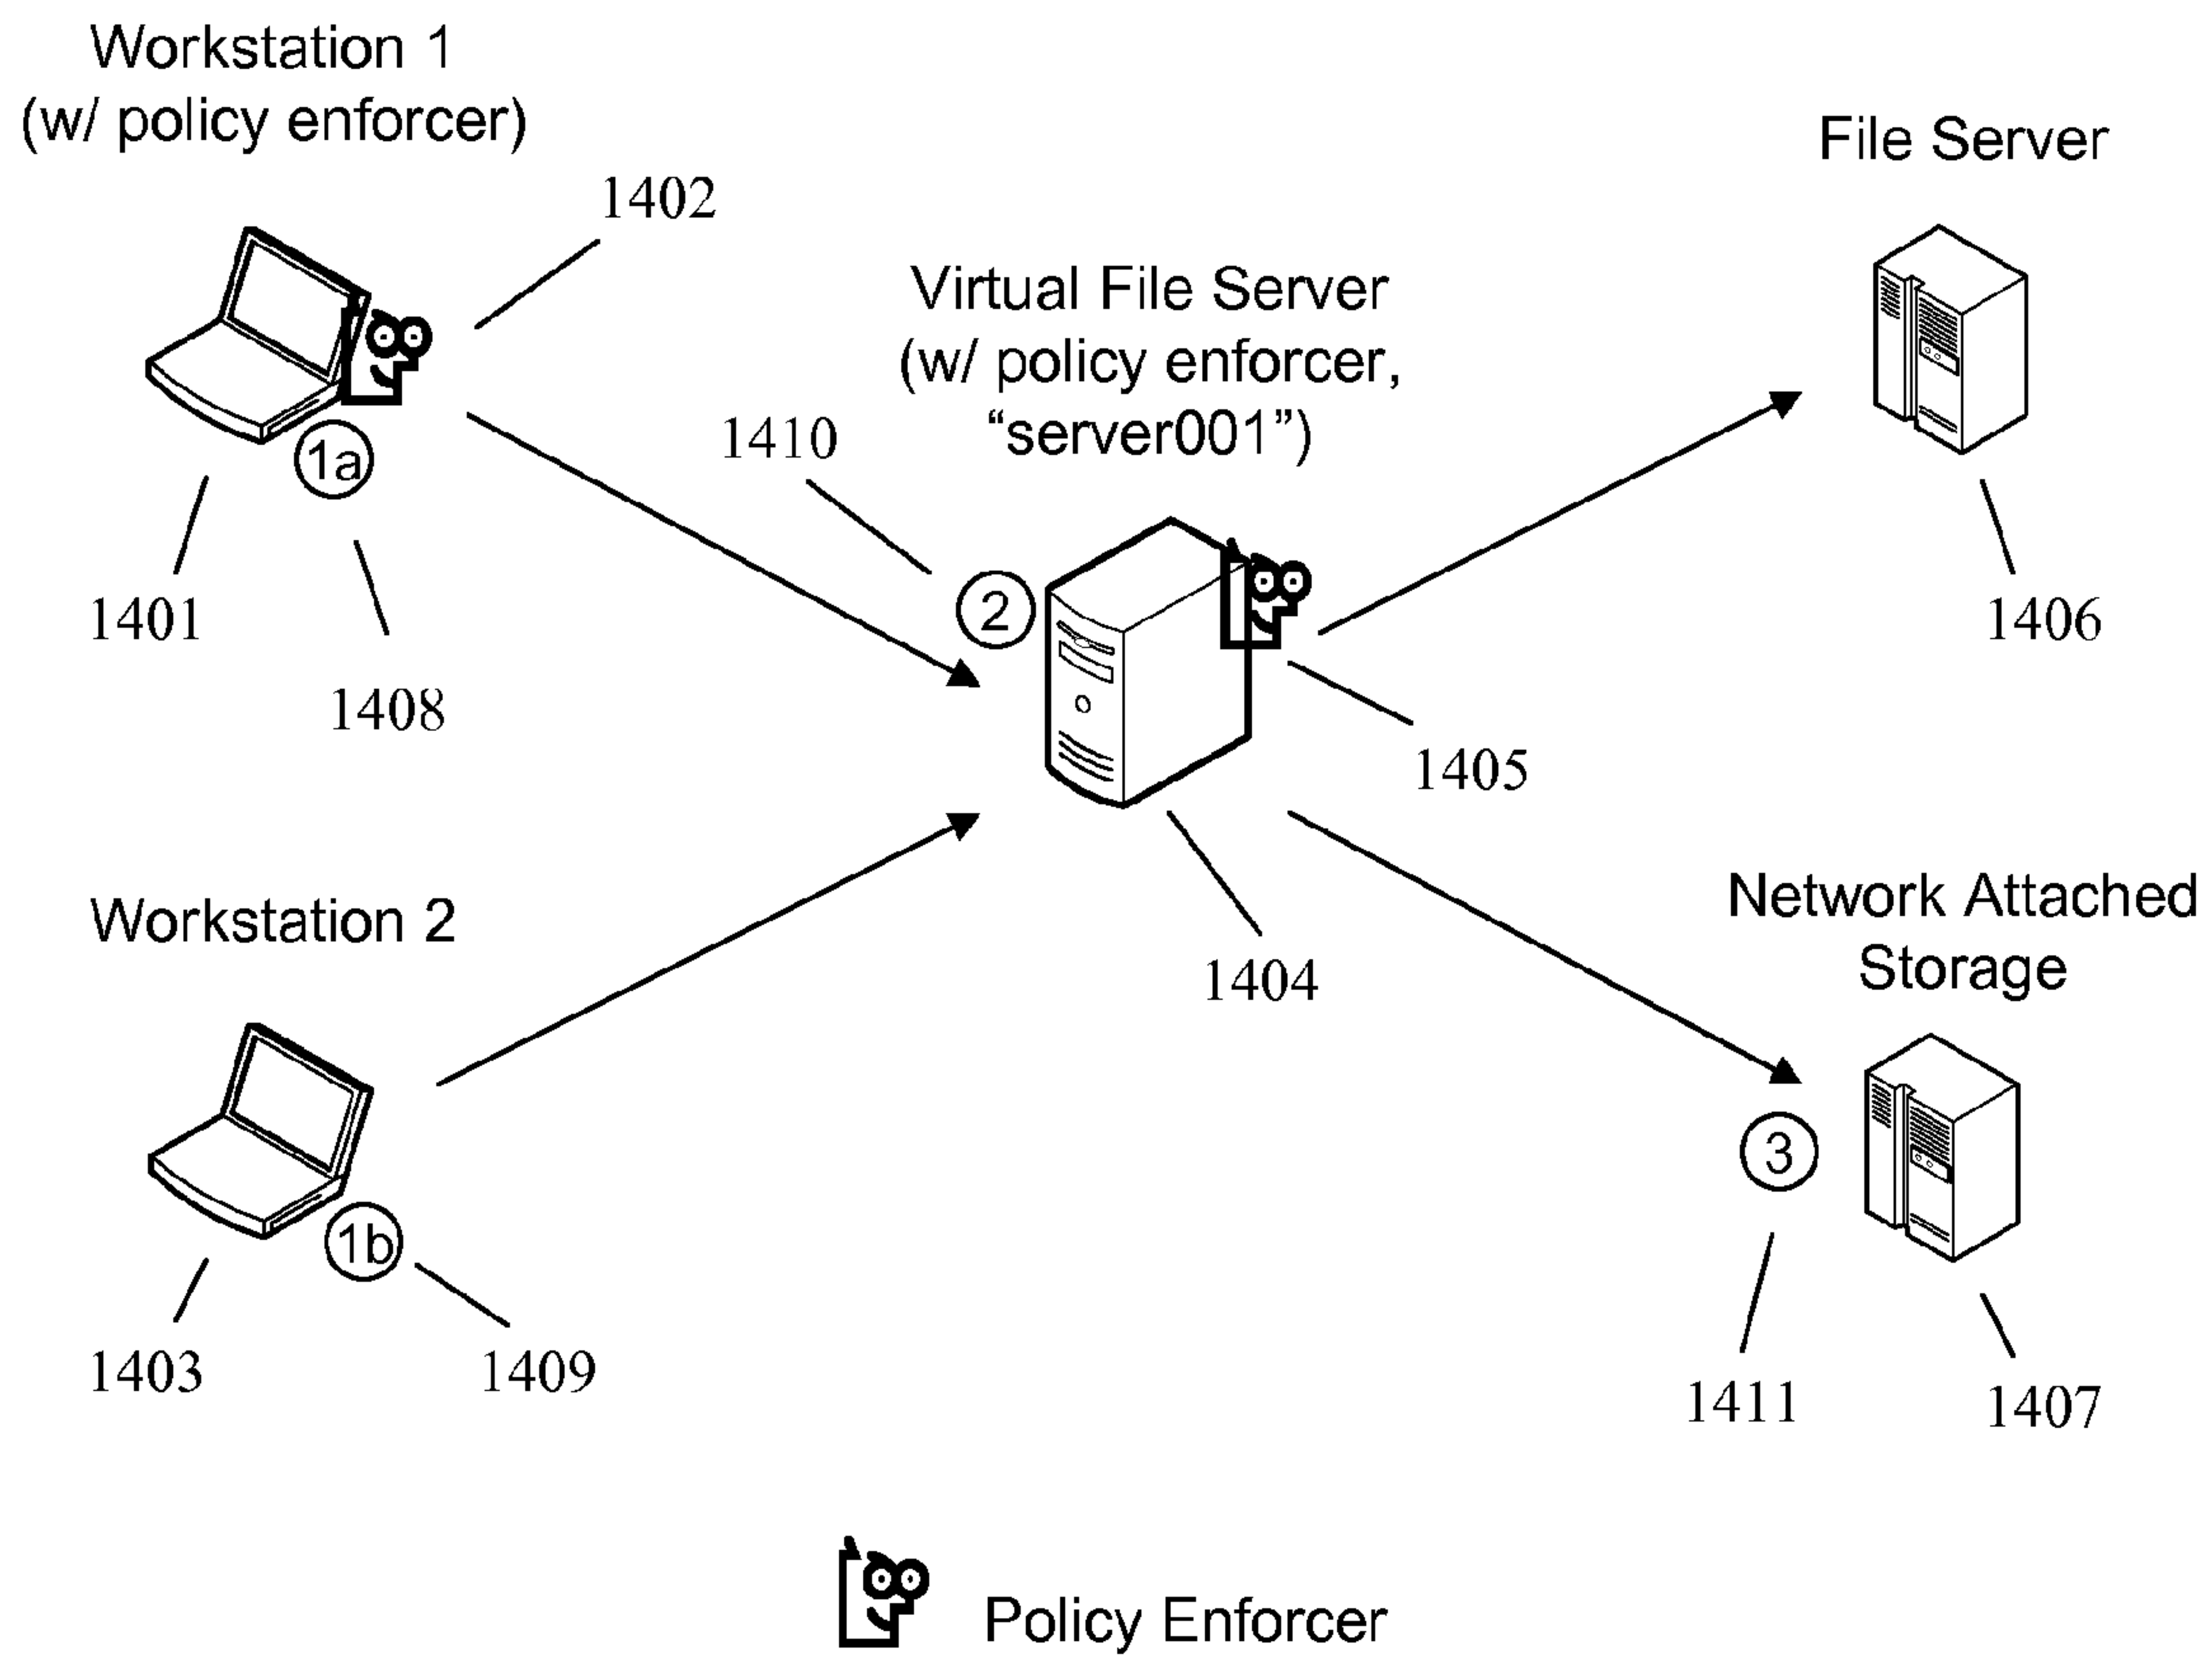 Workstation 1
(w/ policy enforcer)
1402
File Server
Virtual File Server
(w/ policy enforcer,
“server001”)
1410
1a
1401
1408
2
1406
1405
Workstation 2
1404
Network Attached
Storage
1b
3
1403
1409
1411
1407
Policy Enforcer